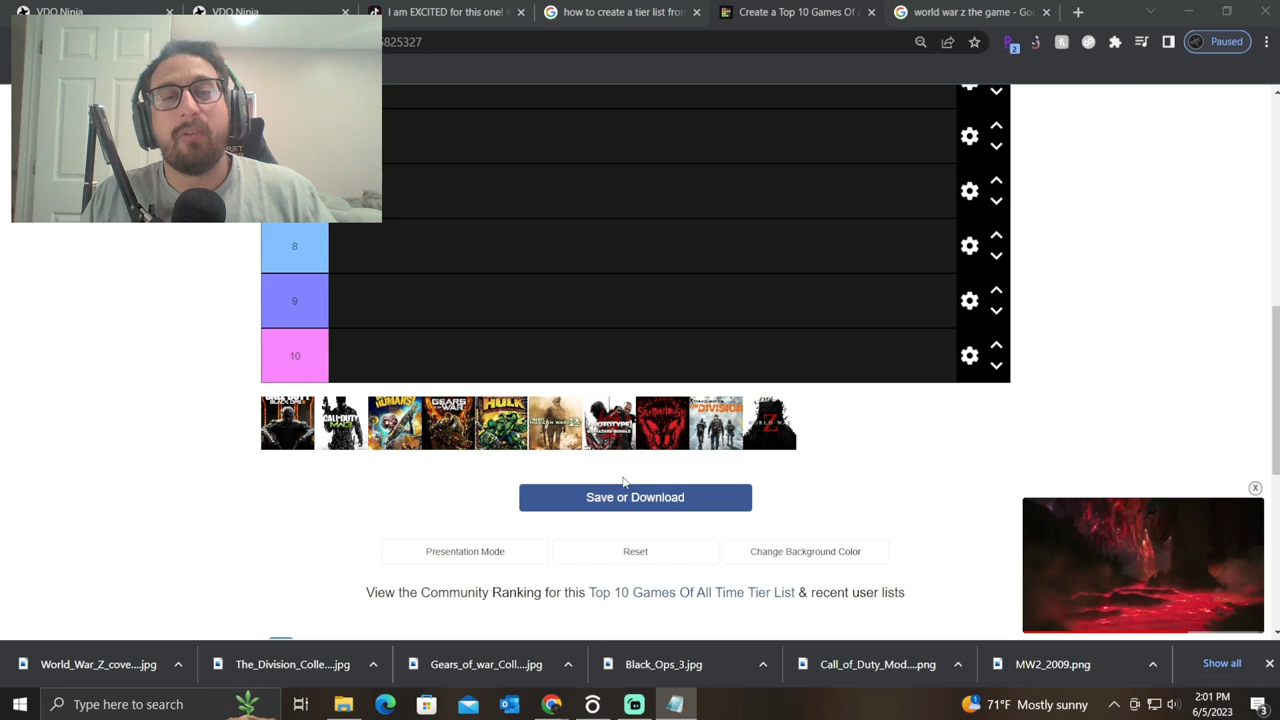 VDO.Ninja
VDO.Ninja
I am EXCITED for this one! #
how to create a tier list from
Create a Top 10 Games Of A
world war z the game - Go
5825327
2
Paused
8
9
10
Save or Download
Presentation Mode
Reset
Change Background Color
View the Community Ranking for this Top 10 Games Of All Time Tier List & recent user lists
World_War_Z_cove....jpg
The_Division_Colle....jpg
Gears_of_war_Coll....jpg
Black_Ops_3.jpg
Call_of_Duty_Mod....png
MW2_2009.png
Show all
Type here to search
71°F Mostly sunny
2:01 PM
6/5/2023
3